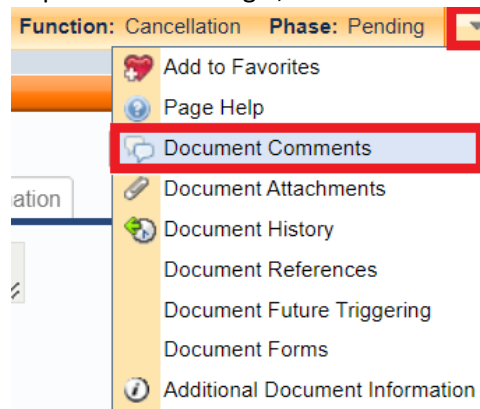 Function: Cancellation Phase: Pending
Add to Favorites
Page Help
Document Comments
ation
Document Attachments
Document History
Document References
Document Future Triggering
Document Forms
Additional Document Information